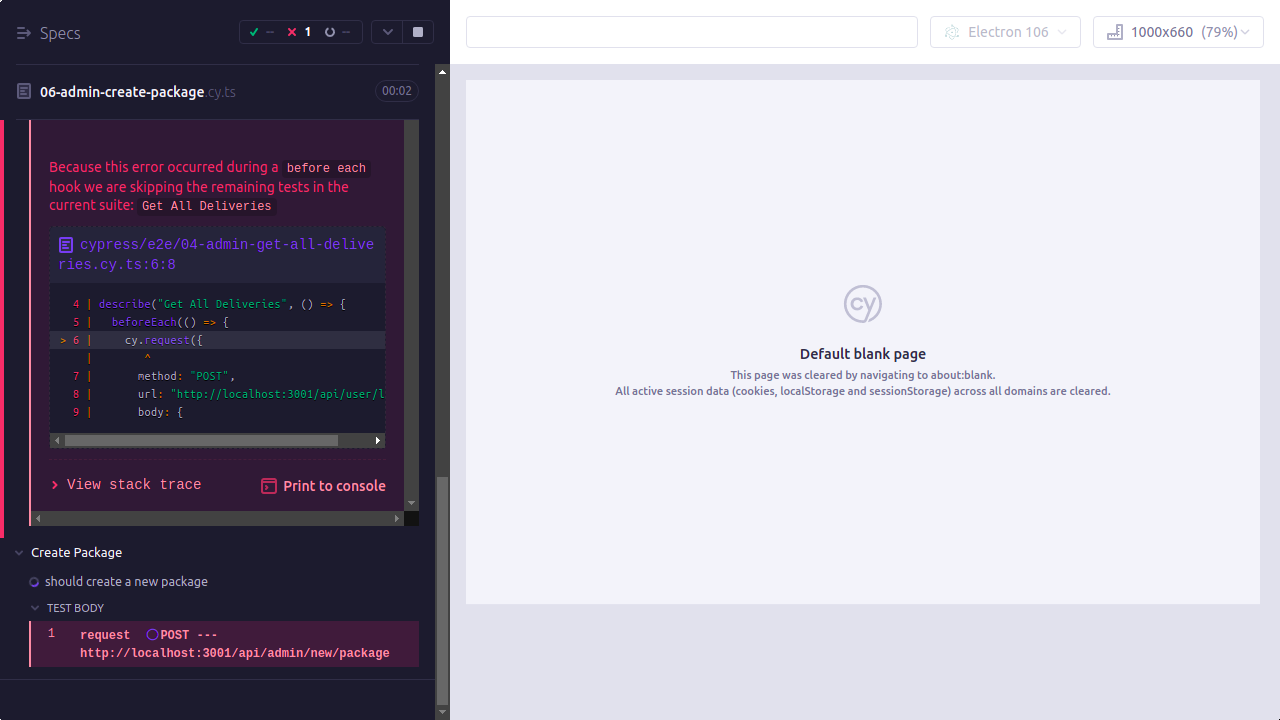 Specs
-- 1 --
Electron 106
1000x660 (79%)
06-admin-create-package.cy.ts
00:02
Because this error occurred during a before each
hook we are skipping the remaining tests in the
current suite: Get All Deliveries
cypress/e2e/04-admin-get-all-delive
ries.cy.ts:6:8
4 | describe("Get All Deliveries", () => {
5 | beforeEach(() => {
> 6 | cy.request({
| ^
7 | method: "POST",
8 | url: "http://localhost:3001/api/user/l
9 | body: {
> View stack trace
Print to console
Create Package
should create a new package
TEST BODY
1 request POST ---
http://localhost:3001/api/admin/new/package
cy
Default blank page
This page was cleared by navigating to about:blank.
All active session data (cookies, localStorage and sessionStorage) across all domains are cleared.